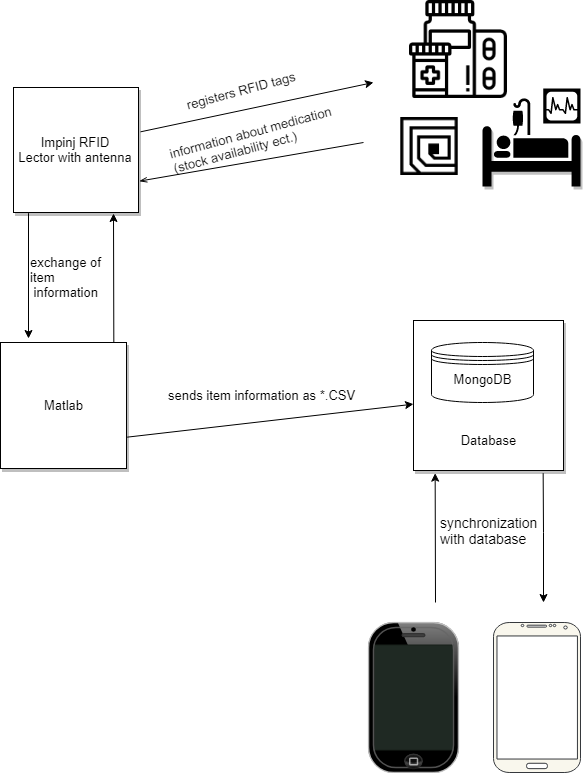 registers RFID tags
Impinj RFID
Lector with antenna
information about medication
(stock availability ect.)
exchange of
item
information
Matlab
sends item information as *.CSV
MongoDB
Database
synchronization
with database